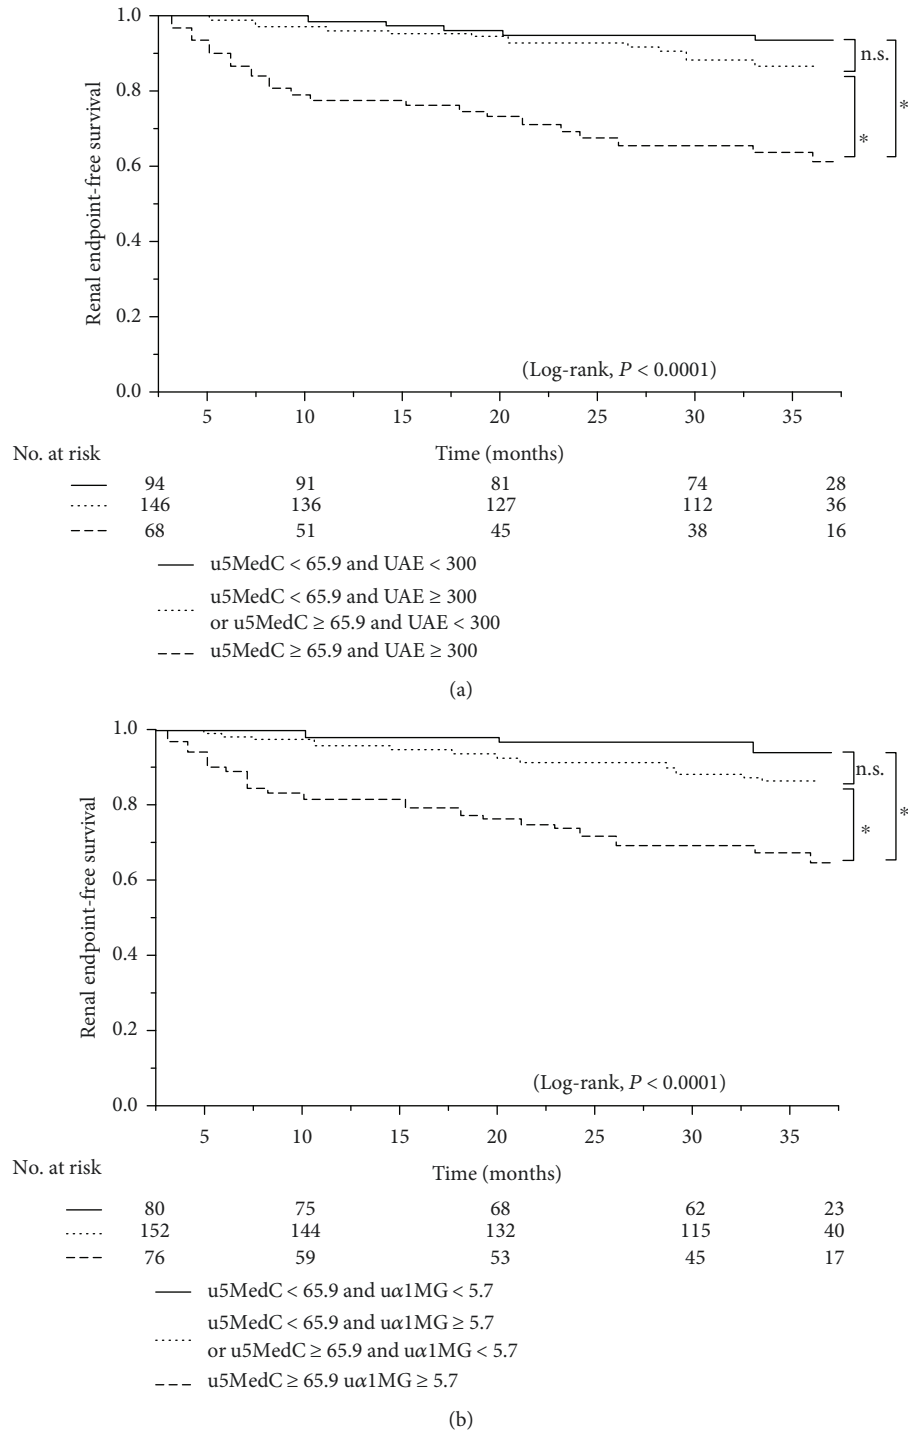 1.0
0.8
0.6
0.4
0.2
0.0
Renal endpoint-free survival
n.s.
*
*
(Log-rank, P < 0.0001)
5 10 15 20 25 30 35
Time (months)
No. at risk
94 91 81 74 28
146 136 127 112 36
68 51 45 38 16
u5MedC < 65.9 and UAE < 300
u5MedC < 65.9 and UAE ≥ 300
or u5MedC ≥ 65.9 and UAE < 300
u5MedC ≥ 65.9 and UAE ≥ 300
(a)
1.0
0.8
0.6
0.4
0.2
0.0
Renal endpoint-free survival
n.s.
*
*
(Log-rank, P < 0.0001)
5 10 15 20 25 30 35
Time (months)
No. at risk
80 75 68 62 23
152 144 132 115 40
76 59 53 45 17
u5MedC < 65.9 and uα1MG < 5.7
u5MedC < 65.9 and uα1MG ≥ 5.7
or u5MedC ≥ 65.9 and uα1MG < 5.7
u5MedC ≥ 65.9 uα1MG ≥ 5.7
(b)